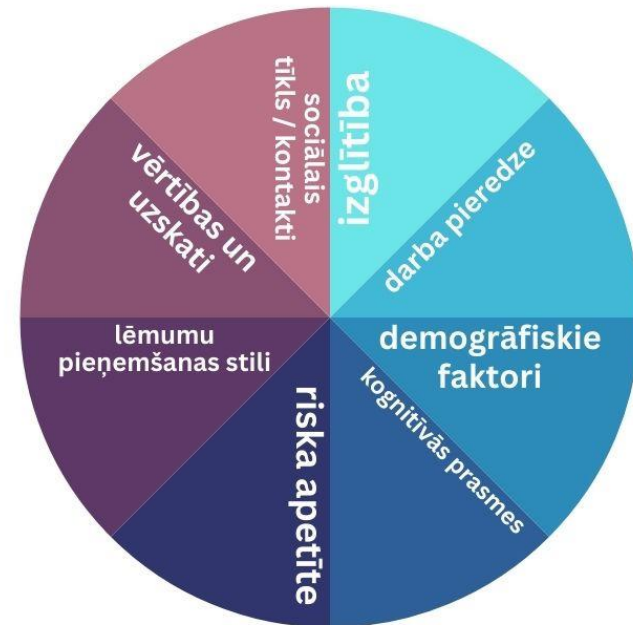 izglītība
darba pieredze
demogrāfiskie
faktori
kognitīvās prasmes
riska apetīte
lēmumu
pieņemšanas stili
vērtības un
uzskati
sociālais
tīkls / kontakti